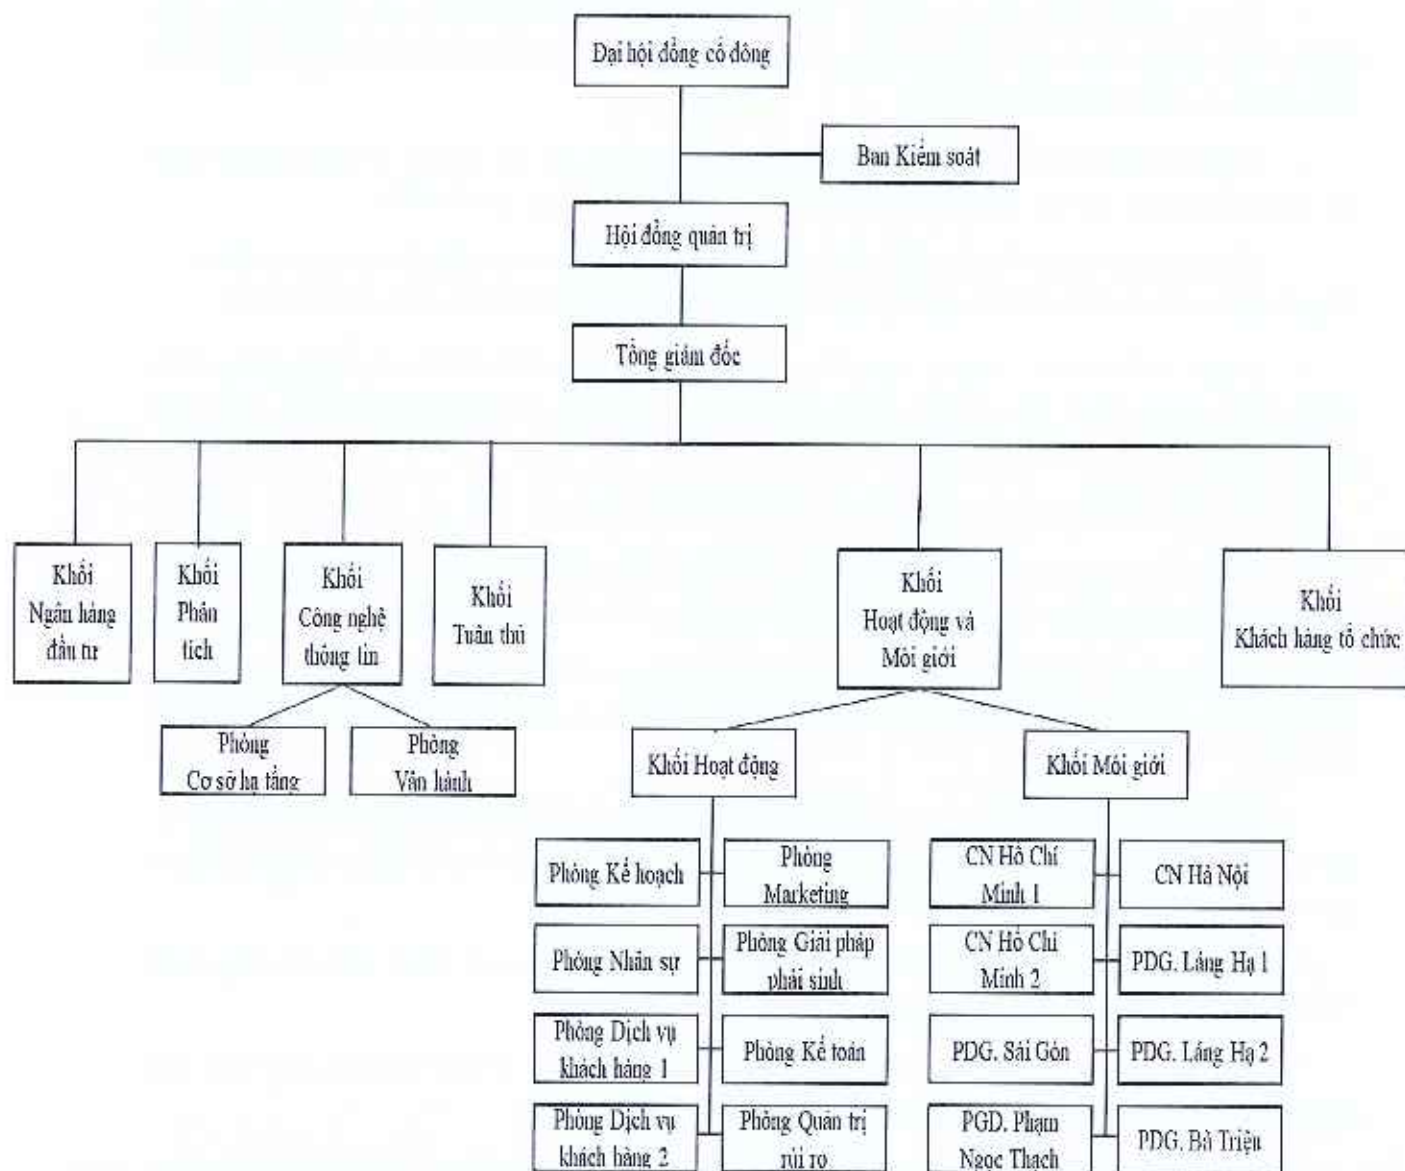 Đại hội đồng cổ đông
Ban Kiểm soát
Hội đồng quản trị
Tổng giám đốc
Khối
Ngân hàng
đầu tư
Khối
Phân
tích
Khối
Công nghệ
thông tin
Khối
Tuân thủ
Khối
Hoạt động và
Môi giới
Khối
Khách hàng tổ chức
Phòng
Cơ sở hạ tầng
Phòng
Vận hành
Khối Hoạt động
Khối Môi giới
Phòng Kế hoạch
Phòng
Marketing
CN Hồ Chí
Minh 1
CN Hà Nội
Phòng Nhân sự
Phòng Giải pháp
phái sinh
CN Hồ Chí
Minh 2
PDG. Láng Hạ 1
Phòng Dịch vụ
khách hàng 1
Phòng Kế toán
PDG. Sài Gòn
PDG. Láng Hạ 2
Phòng Dịch vụ
khách hàng 2
Phòng Quản trị
rủi ro
PGD. Phạm
Ngọc Thạch
PDG. Bà Triệu